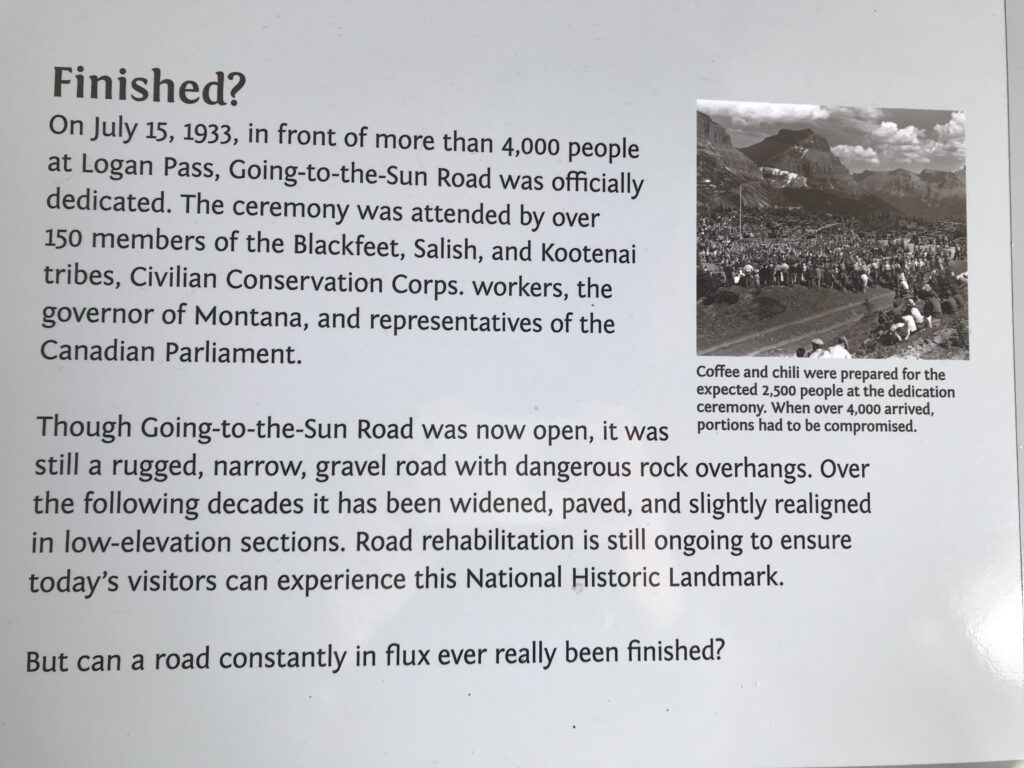 Finished?
On July 15, 1933, in front of more than 4,000 people
at Logan Pass, Going-to-the-Sun Road was officially
dedicated. The ceremony was attended by over
150 members of the Blackfeet, Salish, and Kootenai
tribes, Civilian Conservation Corps. workers, the
governor of Montana, and representatives of the
Canadian Parliament.
Coffee and chili were prepared for the
expected 2,500 people at the dedication
ceremony. When over 4,000 arrived,
portions had to be compromised.
Though Going-to-the-Sun Road was now open, it was
still a rugged, narrow, gravel road with dangerous rock overhangs. Over
the following decades it has been widened, paved, and slightly realigned
in low-elevation sections. Road rehabilitation is still ongoing to ensure
today's visitors can experience this National Historic Landmark.
But can a road constantly in flux ever really been finished?